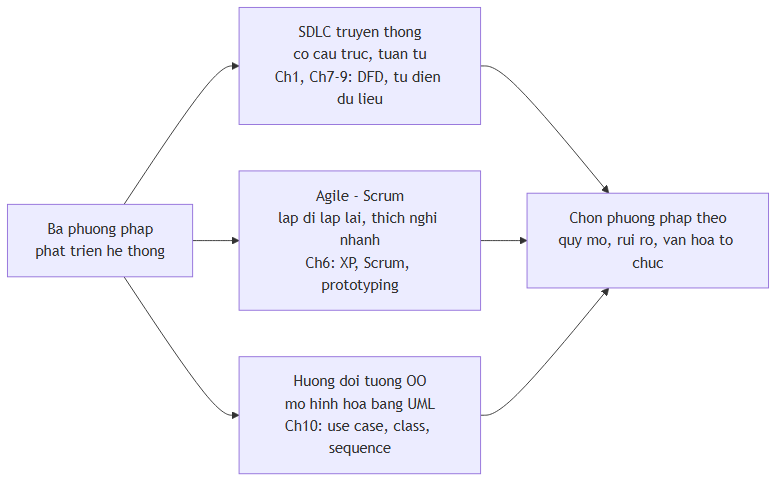 Ba phuong phap
phat trien he thong
SDLC truyen thong
co cau truc, tuan tu
Ch1, Ch7-9: DFD, tu dien
du lieu
Agile - Scrum
lap di lap lai, thich nghi
nhanh
Ch6: XP, Scrum,
prototyping
Huong doi tuong OO
mo hinh hoa bang UML
Ch10: use case, class,
sequence
Chon phuong phap theo
quy mo, rui ro, van hoa to
chuc